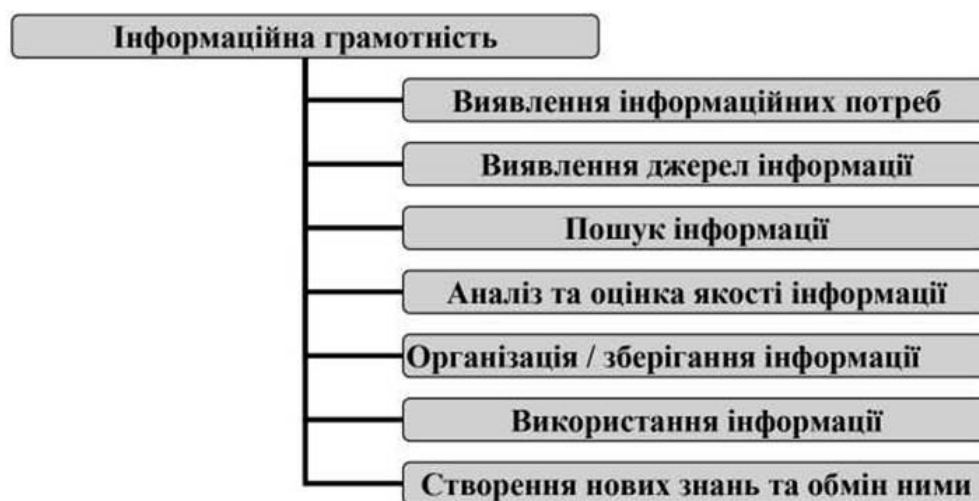 Інформаційна грамотність
Виявлення інформаційних потреб
Виявлення джерел інформації
Пошук інформації
Аналіз та оцінка якості інформації
Організація / зберігання інформації
Використання інформації
Створення нових знань та обмін ними